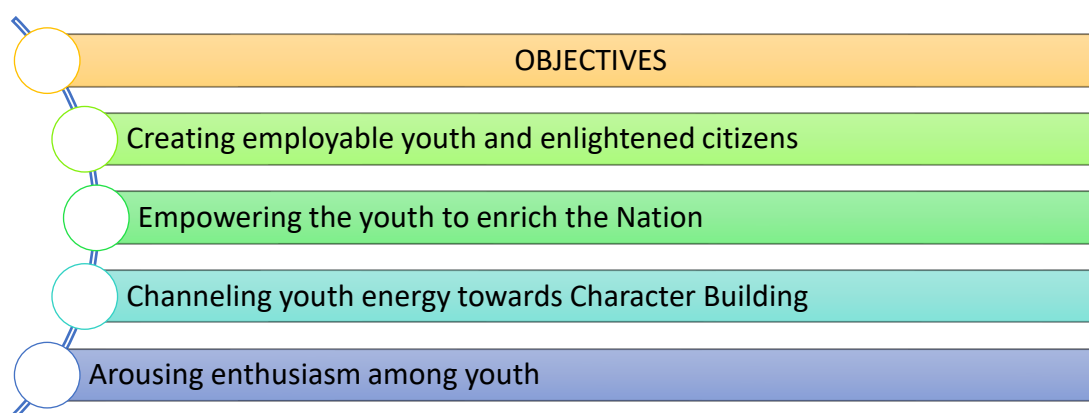 OBJECTIVES
Creating employable youth and enlightened citizens
Empowering the youth to enrich the Nation
Channeling youth energy towards Character Building
Arousing enthusiasm among youth